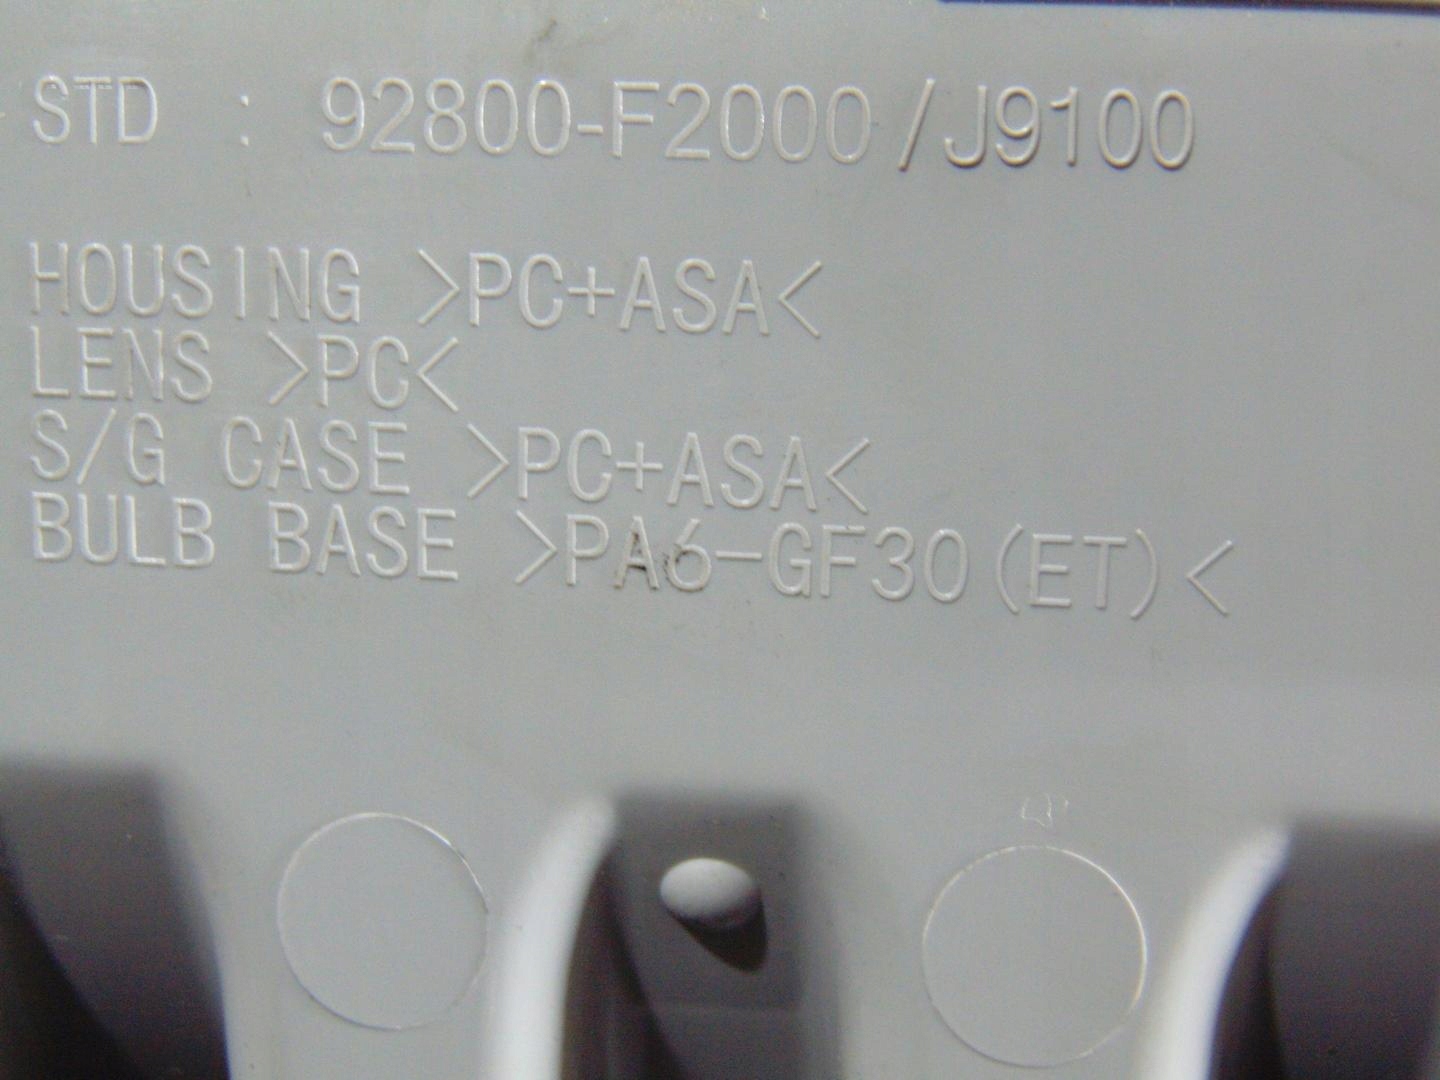 STD : 92800-F2000/J9100
HOUSING >PC+ASA<
LENS >PC<
S/G CASE >PC+ASA<
BULB BASE >PA6-GF30(ET)<